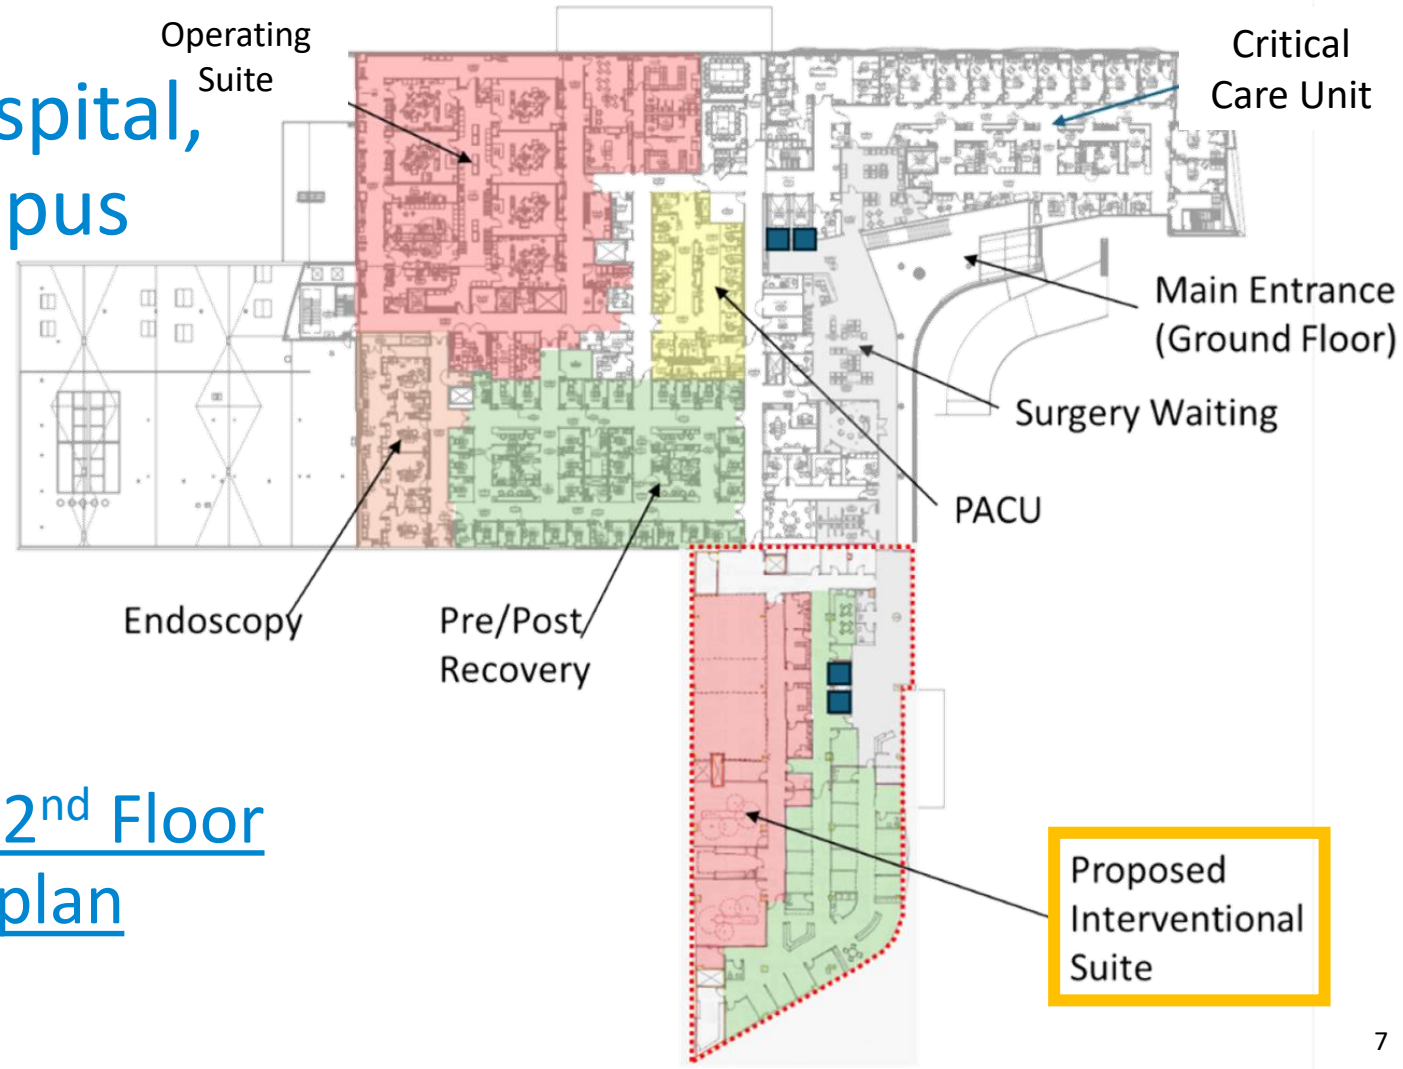 Operating
Suite
spital,
pus
Critical
Care Unit
Main Entrance
(Ground Floor)
Surgery Waiting
PACU
Endoscopy
Pre/Post
Recovery
2nd Floor
plan
Proposed
Interventional
Suite
7